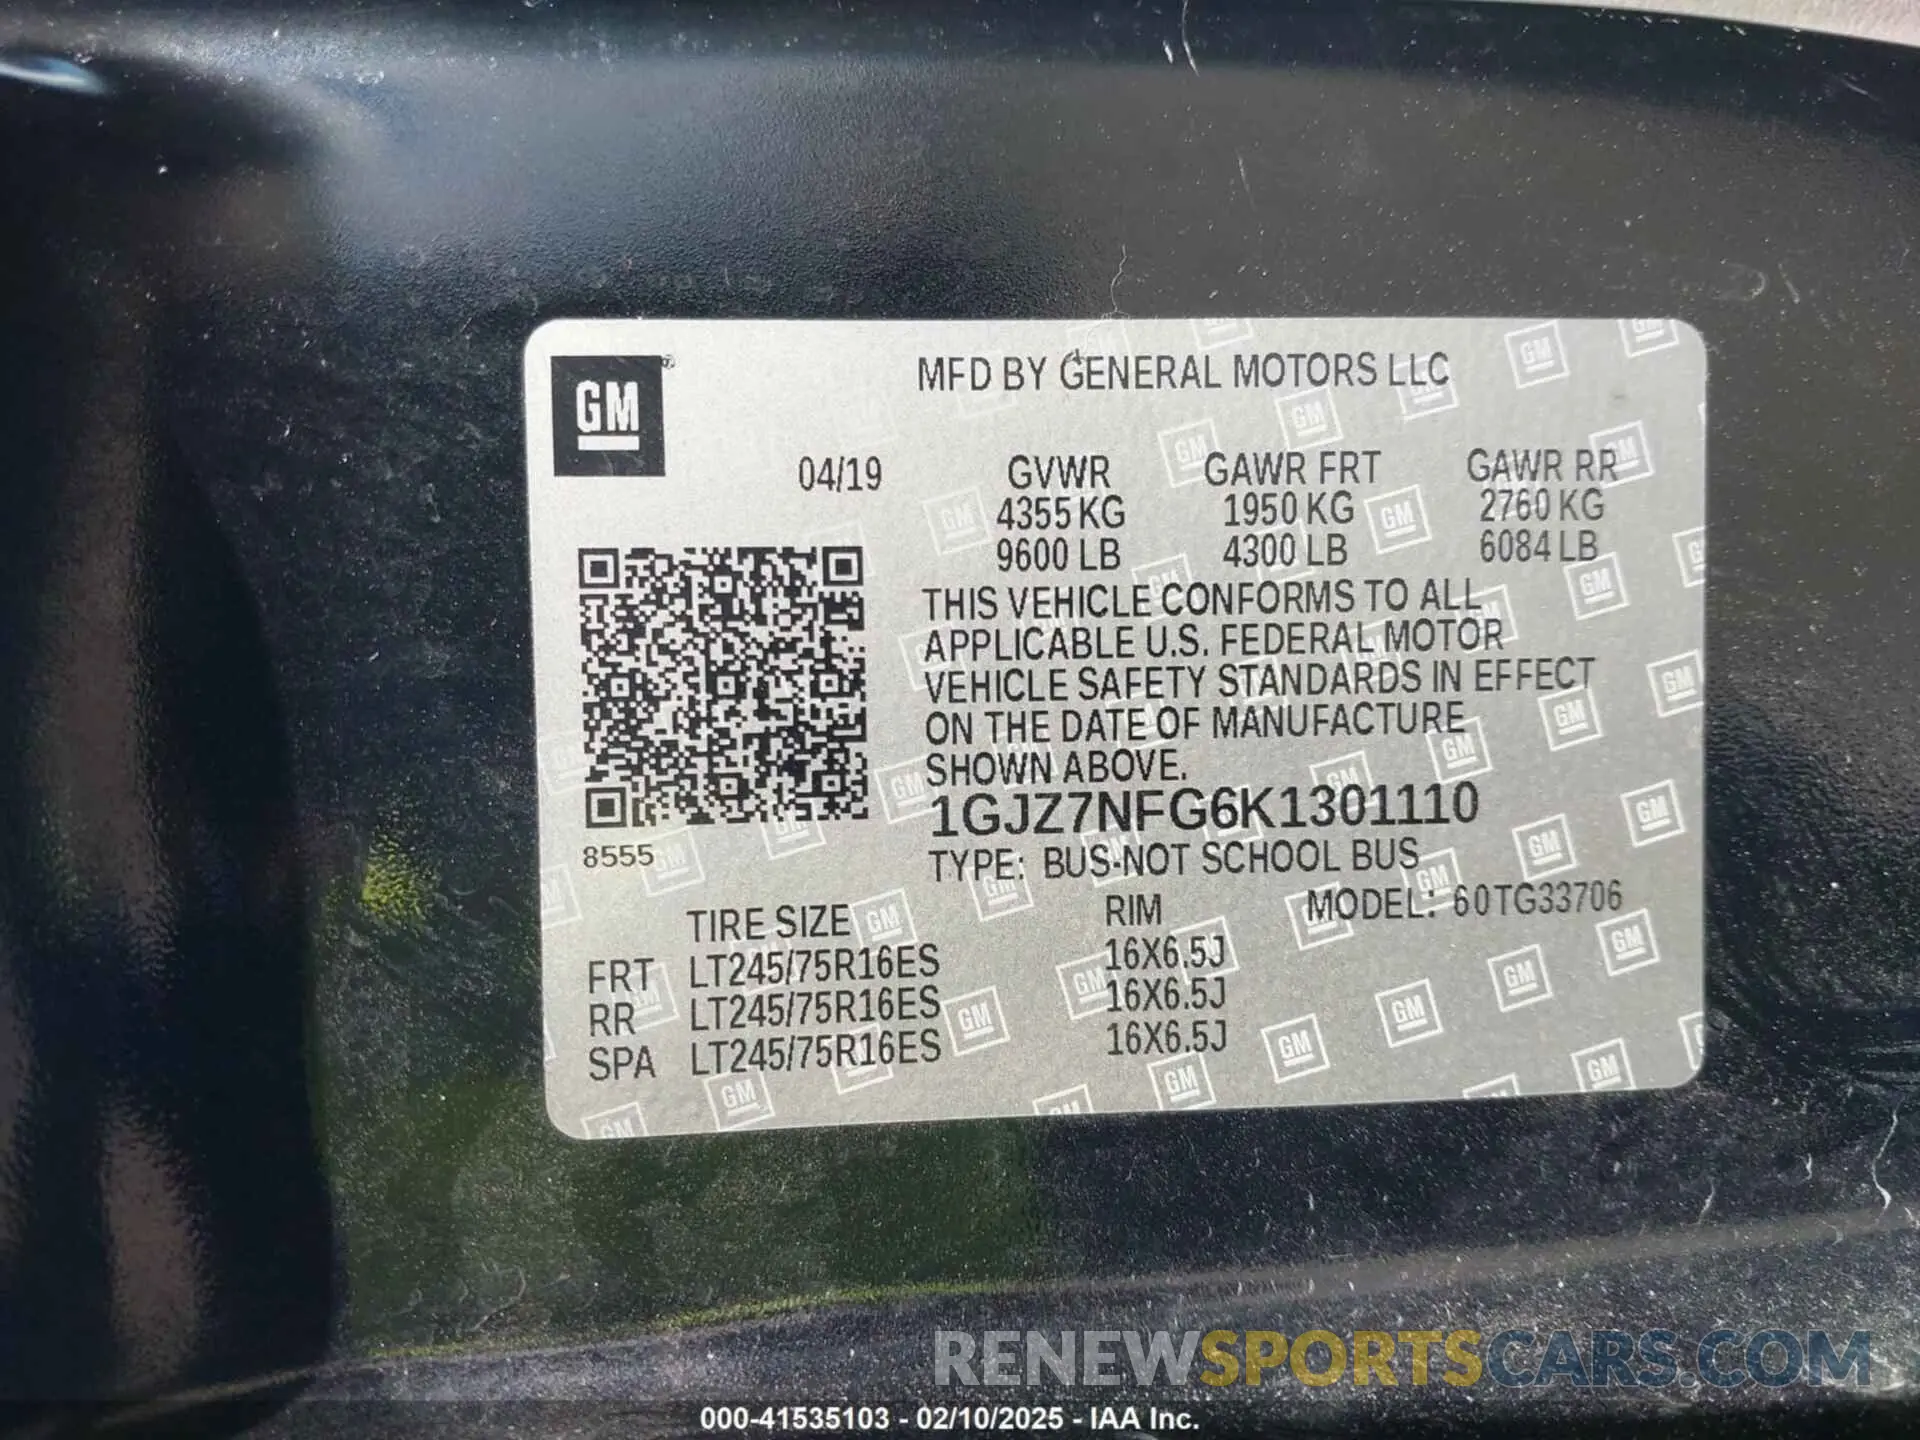 GM®
MFD BY GENERAL MOTORS LLC
04/19 GVWR GAWR FRT GAWR RR
4355 KG 1950 KG 2760 KG
9600 LB 4300 LB 6084 LB
THIS VEHICLE CONFORMS TO ALL
APPLICABLE U.S. FEDERAL MOTOR
VEHICLE SAFETY STANDARDS IN EFFECT
ON THE DATE OF MANUFACTURE
SHOWN ABOVE.
1GJZ7NFG6K1301110
8555
TYPE: BUS-NOT SCHOOL BUS
TIRE SIZE RIM MODEL: 60TG33706
FRT LT245/75R16ES 16X6.5J
RR LT245/75R16ES 16X6.5J
SPA LT245/75R16ES 16X6.5J
RENEWSPORTSCARS.COM
000-41535103 - 02/10/2025 - IAA Inc.